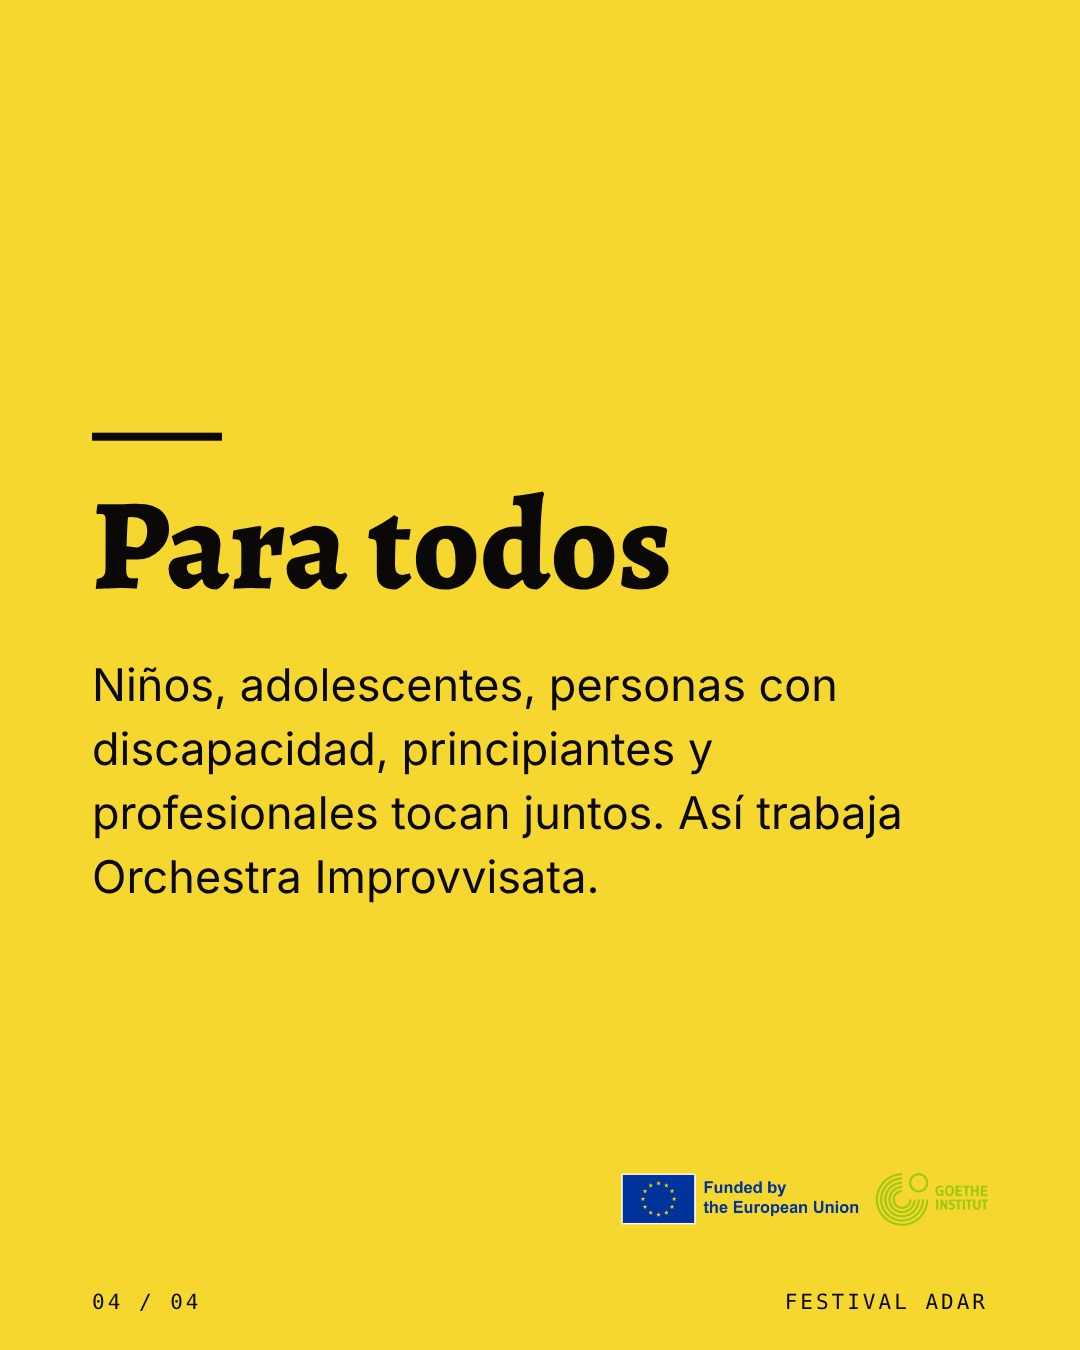 Para todos
Niños, adolescentes, personas con
discapacidad, principiantes y
profesionales tocan juntos. Así trabaja
Orchestra Improvvisata.
Funded by
the European Union
GOETHE
INSTITUT
04 / 04
FESTIVAL ADAR